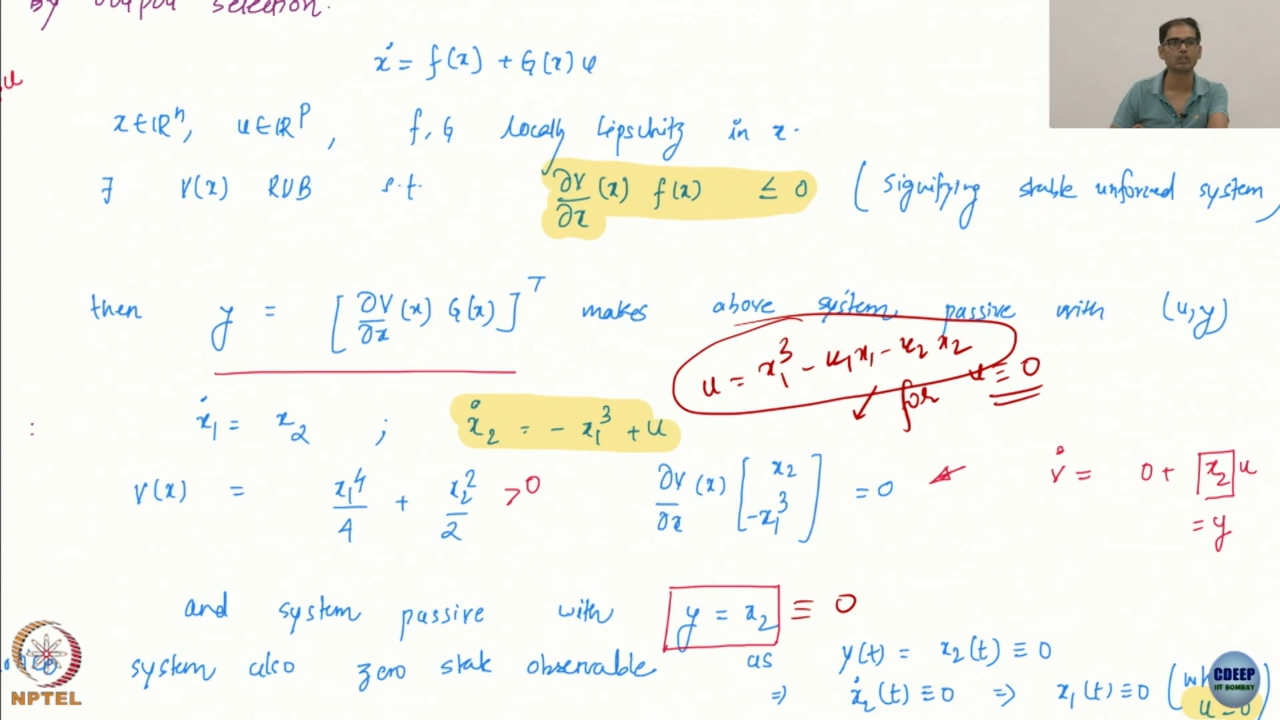 by output selection.
u
ẋ = f(x) + G(x) u
x ∈ ℝⁿ, u ∈ ℝᵖ, f, G locally Lipschitz in x.
∃ V(x) RUB s.t. ∂V/∂x (x) f(x) ≤ 0 (signifying stable unforced system)
then y = [∂V/∂x (x) G(x)]ᵀ makes above system passive with (u,y)
u = x₁³ - k₁x₁ - k₂x₂
for u ≡ 0
: ẋ₁ = x₂ ; ẋ₂ = - x₁³ + u
V(x) = x₁⁴/4 + x₂²/2 > 0 ∂V/∂x (x) [x₂ -x₁³] = 0 V̇ = 0 + x₂ u
= y
and system passive with y = x₂ ≡ 0
system also zero state observable as y(t) = x₂(t) ≡ 0
⇒ ẋ₂(t) ≡ 0 ⇒ x₁(t) ≡ 0
NPTEL
CDEEP
IIT BOMBAY